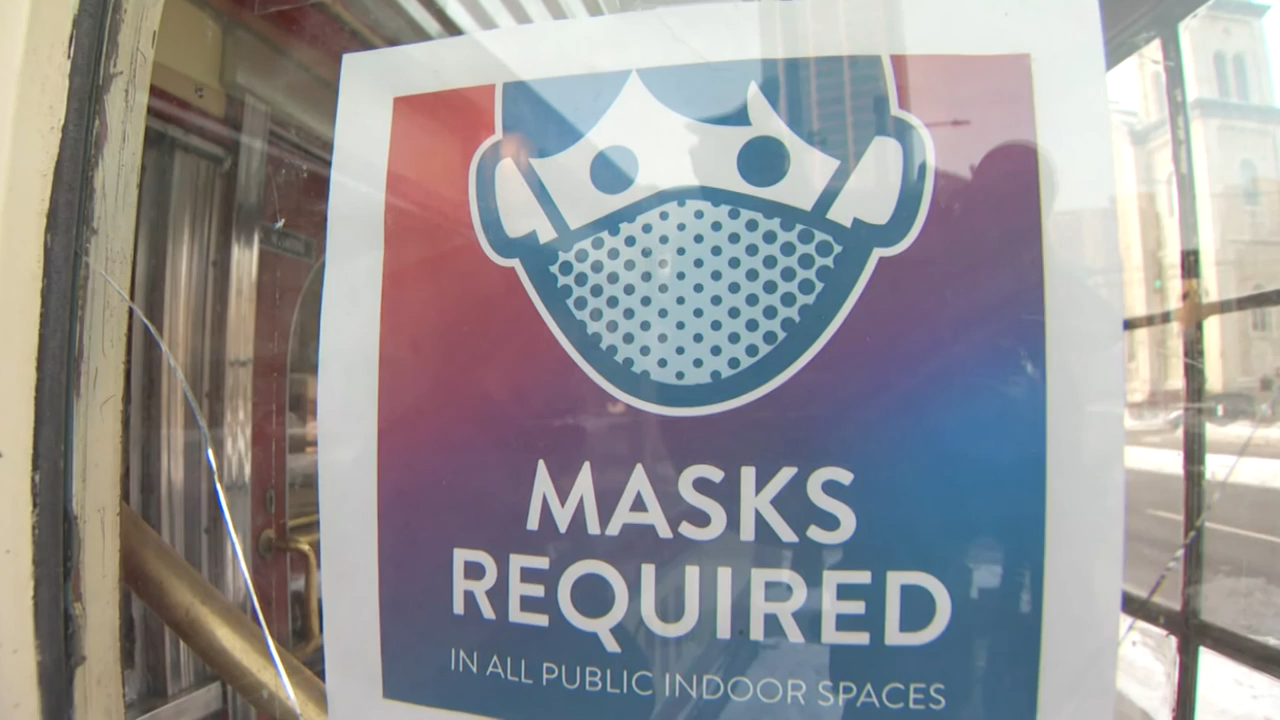 MASKS
REQUIRED
IN ALL PUBLIC INDOOR SPACES